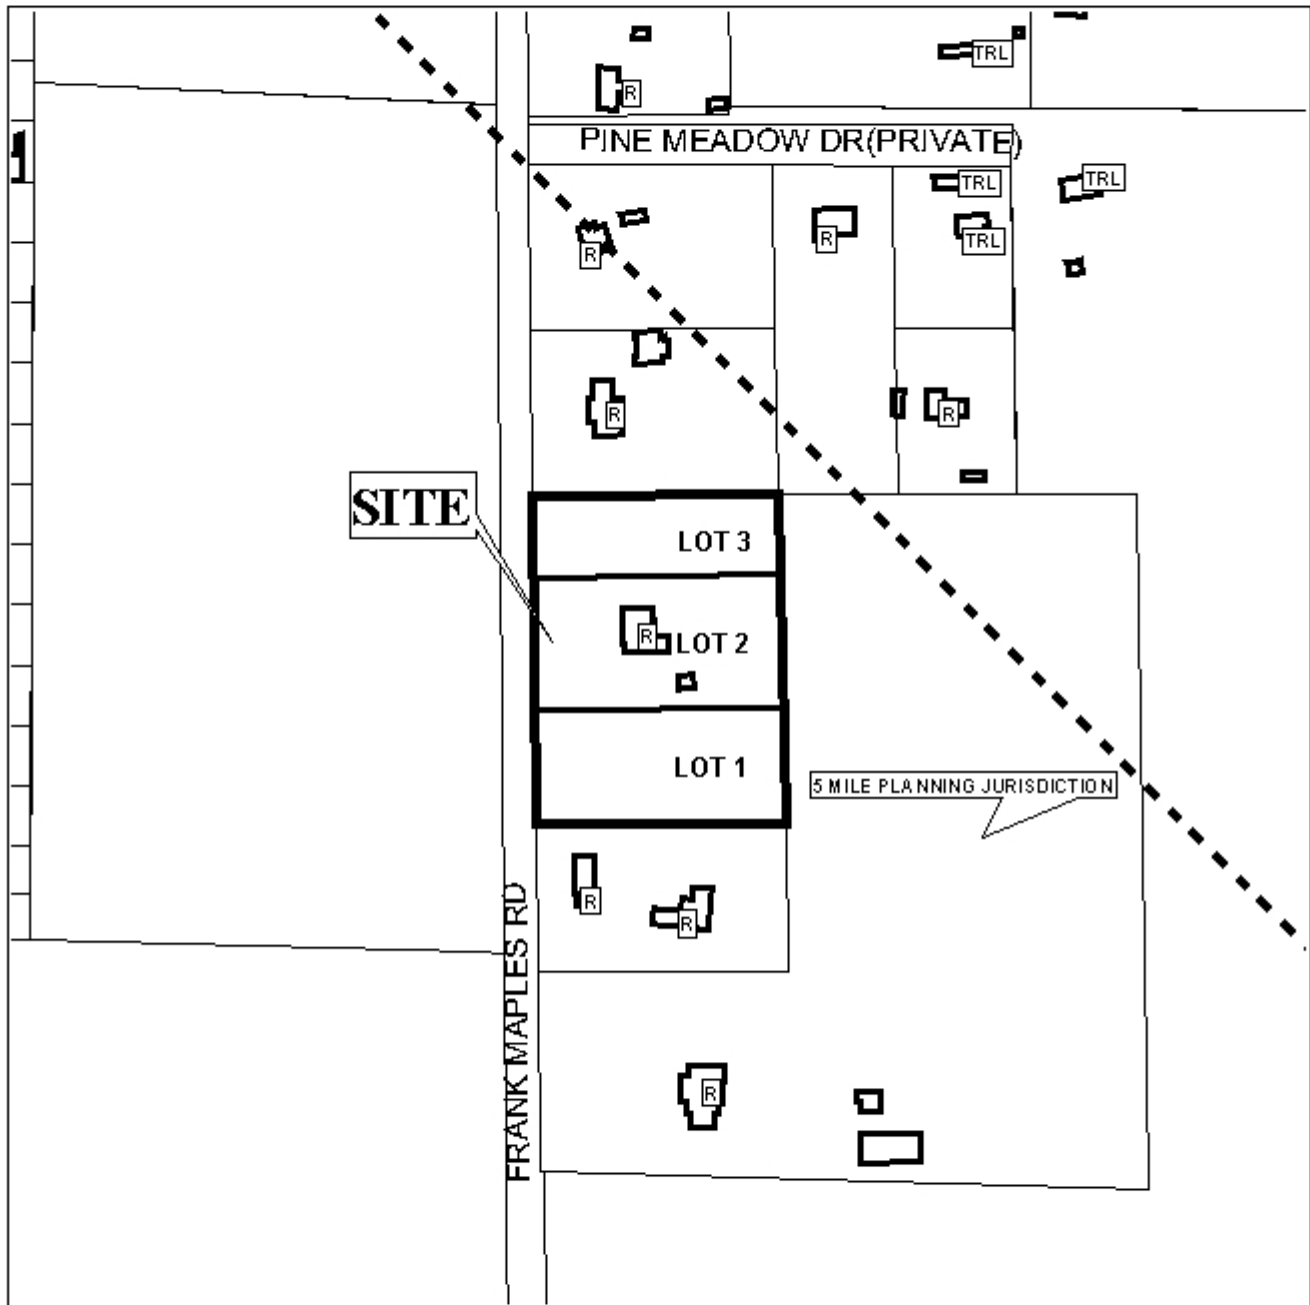 TRL
R
PINE MEADOW DR(PRIVATE)
TRL
TRL
R
R
TRL
R
R
SITE
LOT 3
R
LOT 2
LOT 1
5 MILE PLANNING JURISDICTION
R
R
FRANK MAPLES RD
R